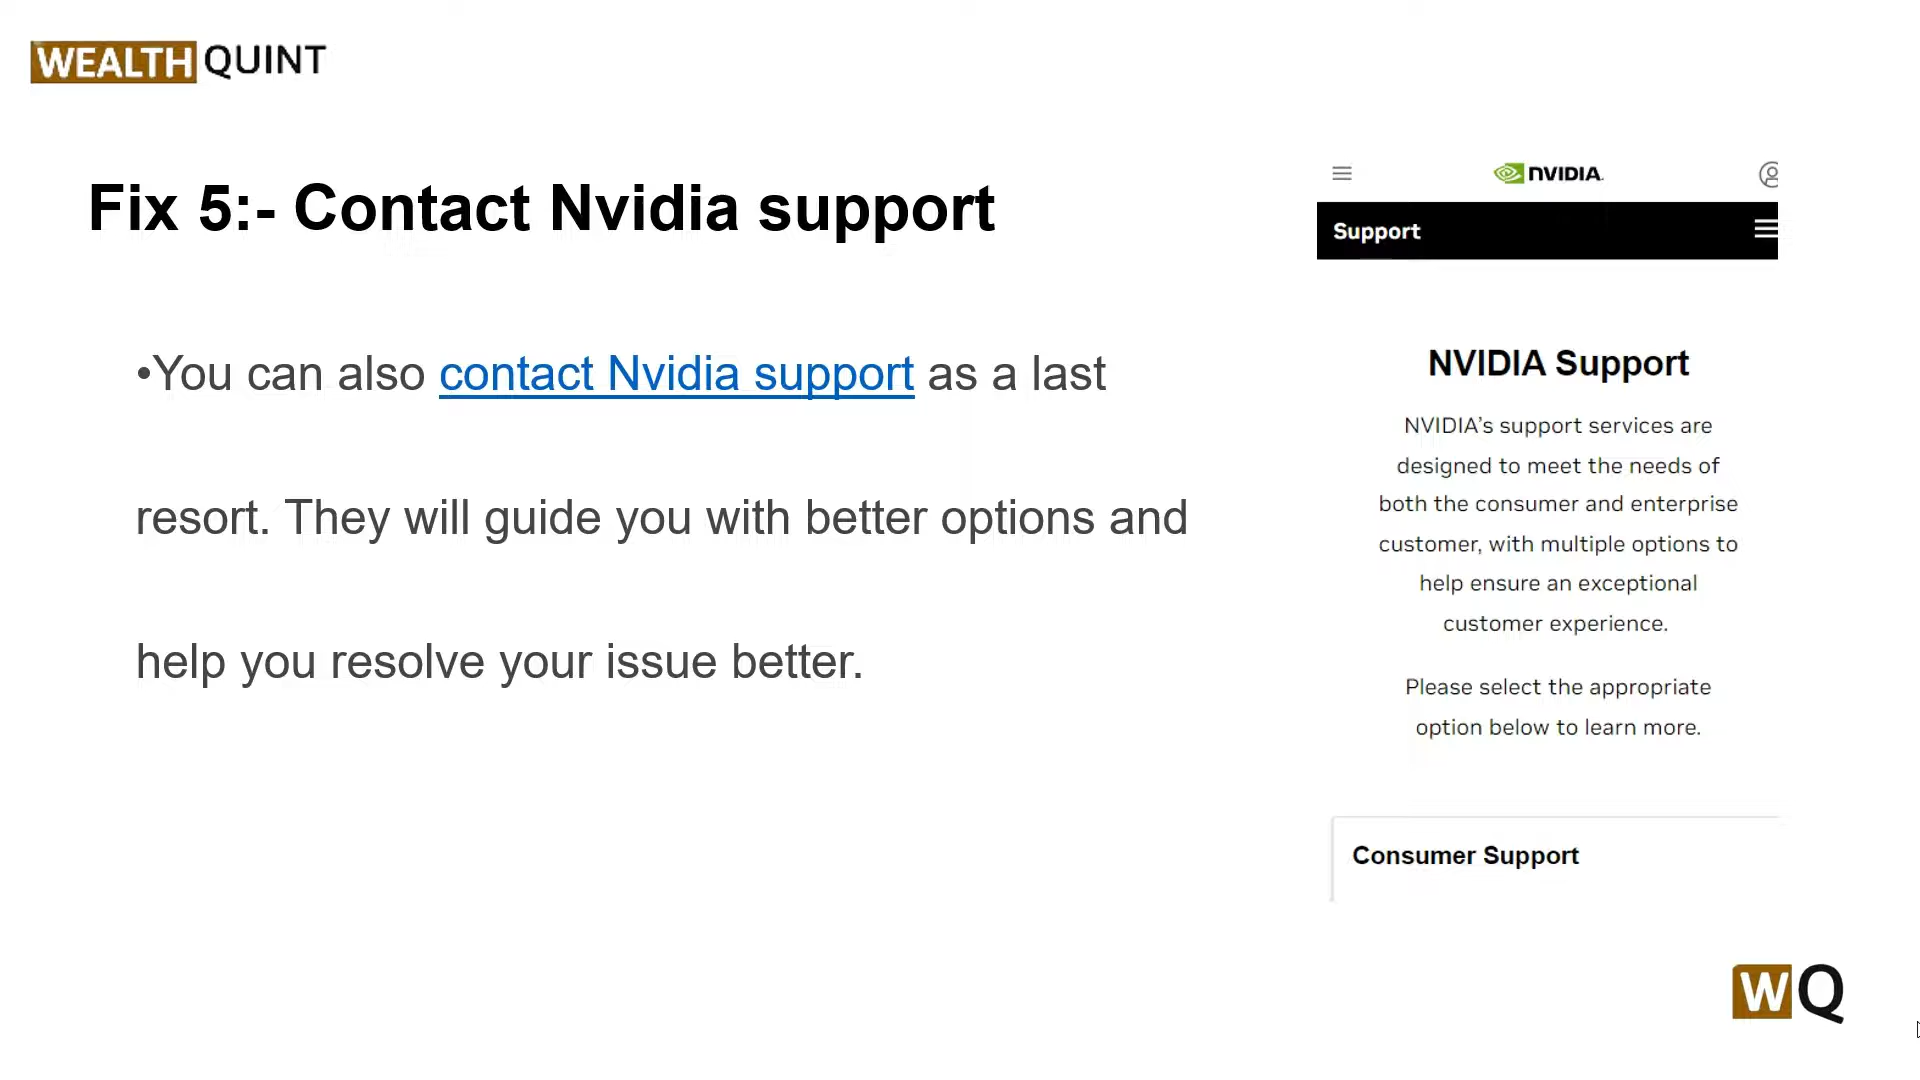 WEALTH QUINT
Fix 5:- Contact Nvidia support
•You can also contact Nvidia support as a last
resort. They will guide you with better options and
help you resolve your issue better.
NVIDIA.
Support
NVIDIA Support
NVIDIA’s support services are
designed to meet the needs of
both the consumer and enterprise
customer, with multiple options to
help ensure an exceptional
customer experience.
Please select the appropriate
option below to learn more.
Consumer Support
WQ